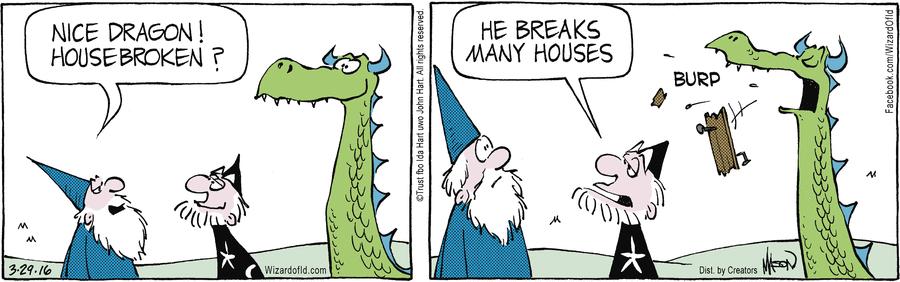 NICE DRAGON!
HOUSEBROKEN?
3·29·16
Wizardofid.com
©Trust fbo Ida Hart uwo John Hart. All rights reserved.
HE BREAKS
MANY HOUSES
BURP
Dist. by Creators
MASON
Facebook.com/WizardOfId